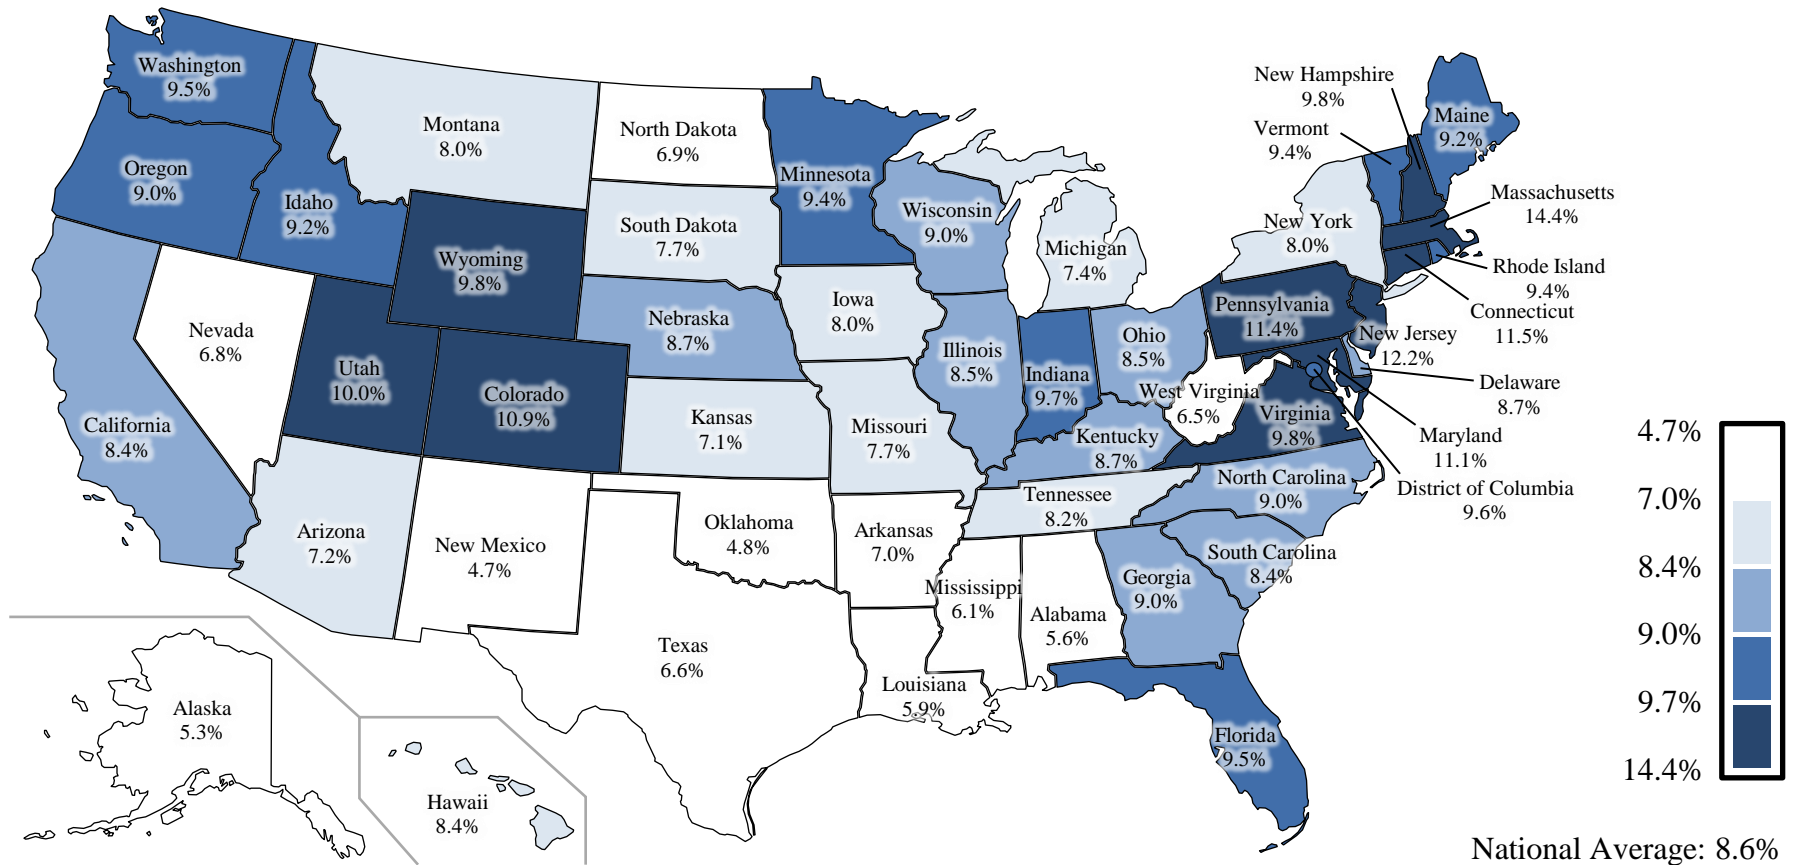 Washington
9.5%
Oregon
9.0%
Idaho
9.2%
Montana
8.0%
North Dakota
6.9%
Minnesota
9.4%
South Dakota
7.7%
Wyoming
9.8%
Wisconsin
9.0%
Michigan
7.4%
New York
8.0%
New Hampshire
9.8%
Vermont
9.4%
Maine
9.2%
Massachusetts
14.4%
Rhode Island
9.4%
Connecticut
11.5%
New Jersey
12.2%
Pennsylvania
11.4%
Delaware
8.7%
Maryland
11.1%
District of Columbia
9.6%
Nevada
6.8%
Utah
10.0%
Colorado
10.9%
Nebraska
8.7%
Iowa
8.0%
Illinois
8.5%
Indiana
9.7%
Ohio
8.5%
West Virginia
6.5%
Virginia
9.8%
California
8.4%
Kansas
7.1%
Missouri
7.7%
Kentucky
8.7%
North Carolina
9.0%
Tennessee
8.2%
South Carolina
8.4%
Arizona
7.2%
New Mexico
4.7%
Oklahoma
4.8%
Arkansas
7.0%
Mississippi
6.1%
Alabama
5.6%
Georgia
9.0%
Texas
6.6%
Louisiana
5.9%
Florida
9.5%
Alaska
5.3%
Hawaii
8.4%
4.7%
7.0%
8.4%
9.0%
9.7%
14.4%
National Average: 8.6%